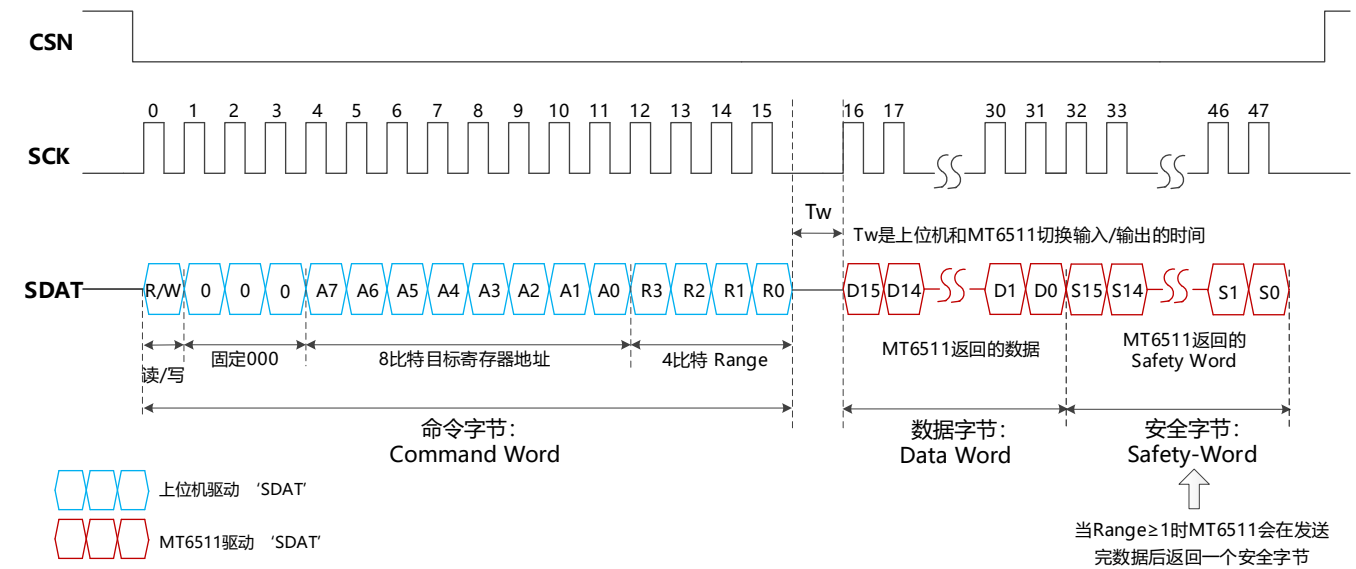 CSN
0 1 2 3 4 5 6 7 8 9 10 11 12 13 14 15 16 17 30 31 32 33 46 47
SCK
Tw
Tw是上位机和MT6511切换输入/输出的时间
SDAT R/W 0 0 0 A7 A6 A5 A4 A3 A2 A1 A0 R3 R2 R1 R0 D15 D14 D1 D0 S15 S14 S1 S0
读/写 固定000 8比特目标寄存器地址 4比特 Range MT6511返回的数据 MT6511返回的
Safety Word
命令字节：
Command Word
数据字节：
Data Word
安全字节：
Safety-Word
上位机驱动 ‘SDAT’
MT6511驱动 ‘SDAT’
当Range≥1时MT6511会在发送
完数据后返回一个安全字节